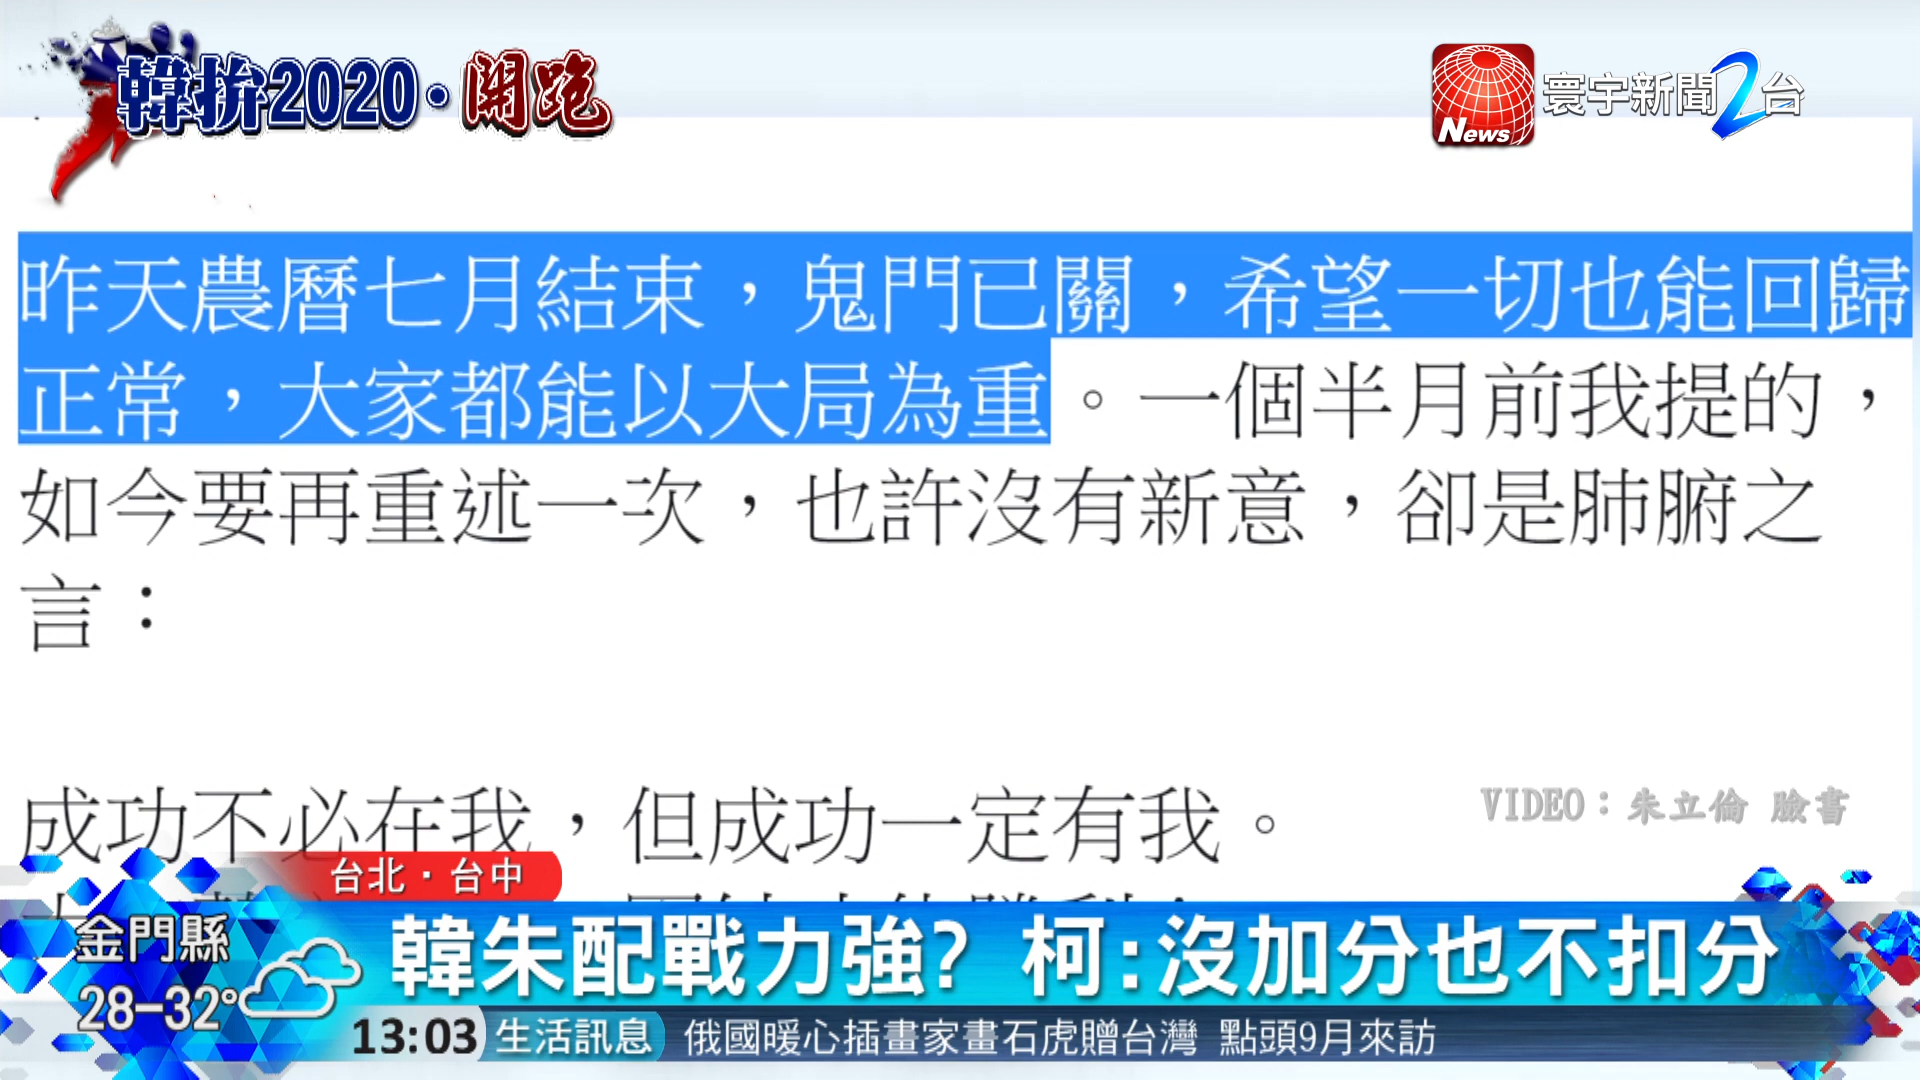 韓拚2020·開跑
News
寰宇新聞2台
昨天農曆七月結束，鬼門已關，希望一切也能回歸
正常，大家都能以大局為重。一個半月前我提的，
如今要再重述一次，也許沒有新意，卻是肺腑之
言：
成功不必在我，但成功一定有我。
VIDEO：朱立倫 臉書
台北·台中
金門縣
28-32°
韓朱配戰力強? 柯:沒加分也不扣分
13:03 生活訊息 俄國暖心插畫家畫石虎贈台灣 點頭9月來訪